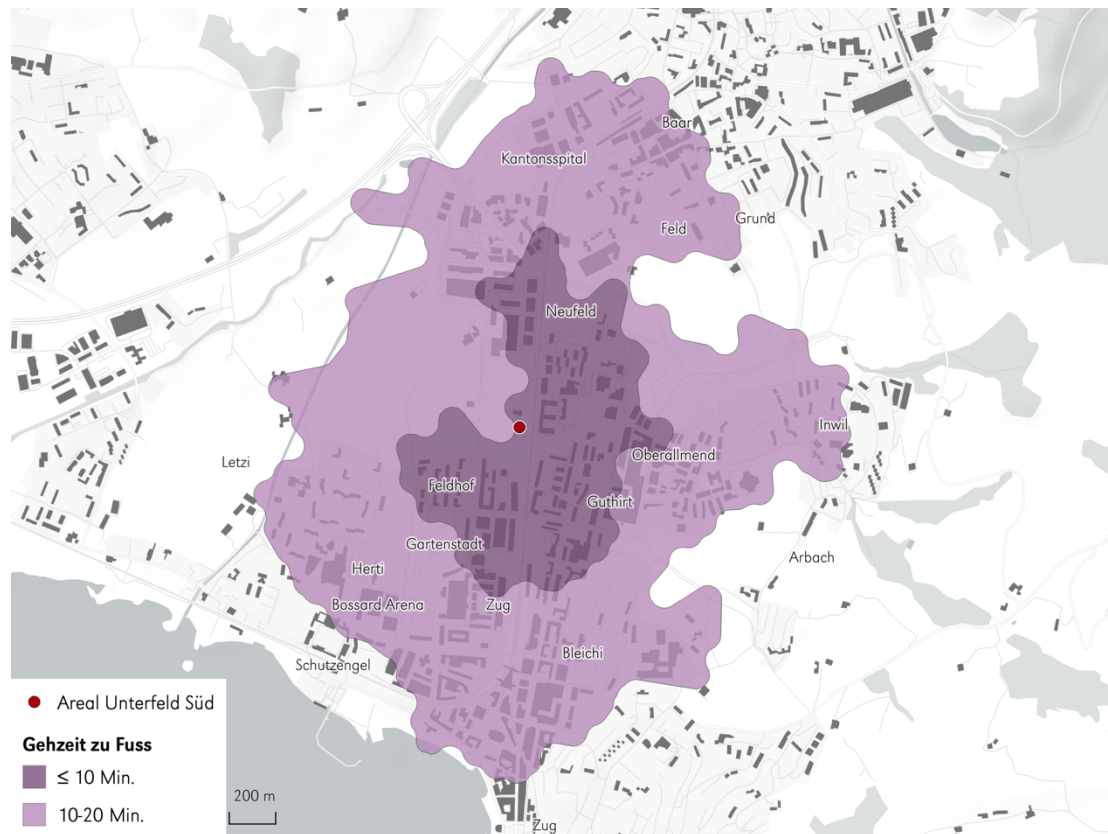 Baar
Kantonsspital
Grund
Feld
Neufeld
Inwil
Oberallmend
Letzi
Feldhof
Guthirt
Gartenstadt
Arbach
Herti
Bossard Arena
Zug
Bleichi
Schutzengel
Areal Unterfeld Süd
Gehzeit zu Fuss
≤ 10 Min.
10-20 Min.
200 m
Zug